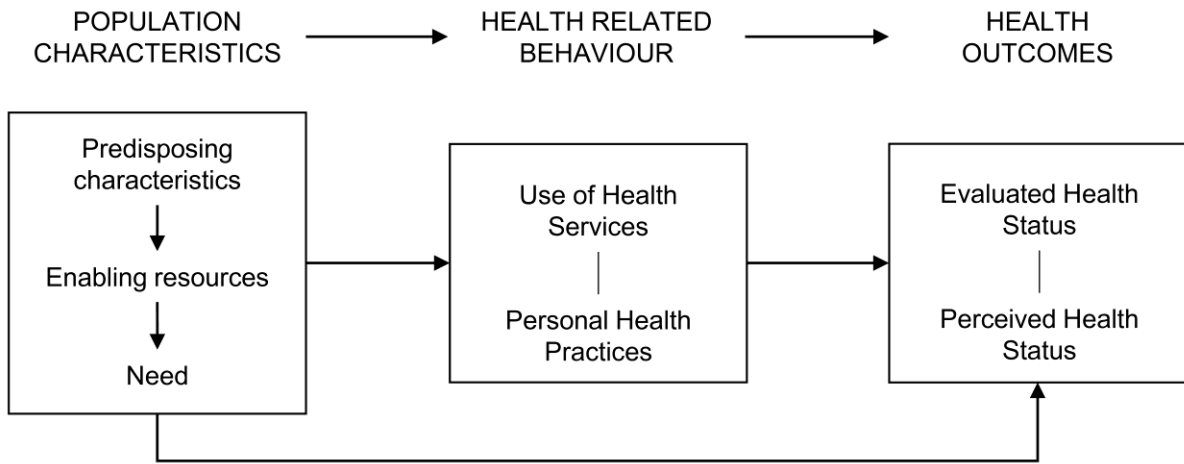 POPULATION
CHARACTERISTICS
HEALTH RELATED
BEHAVIOUR
HEALTH
OUTCOMES
Predisposing
characteristics
Enabling resources
Need
Use of Health
Services
Personal Health
Practices
Evaluated Health
Status
Perceived Health
Status